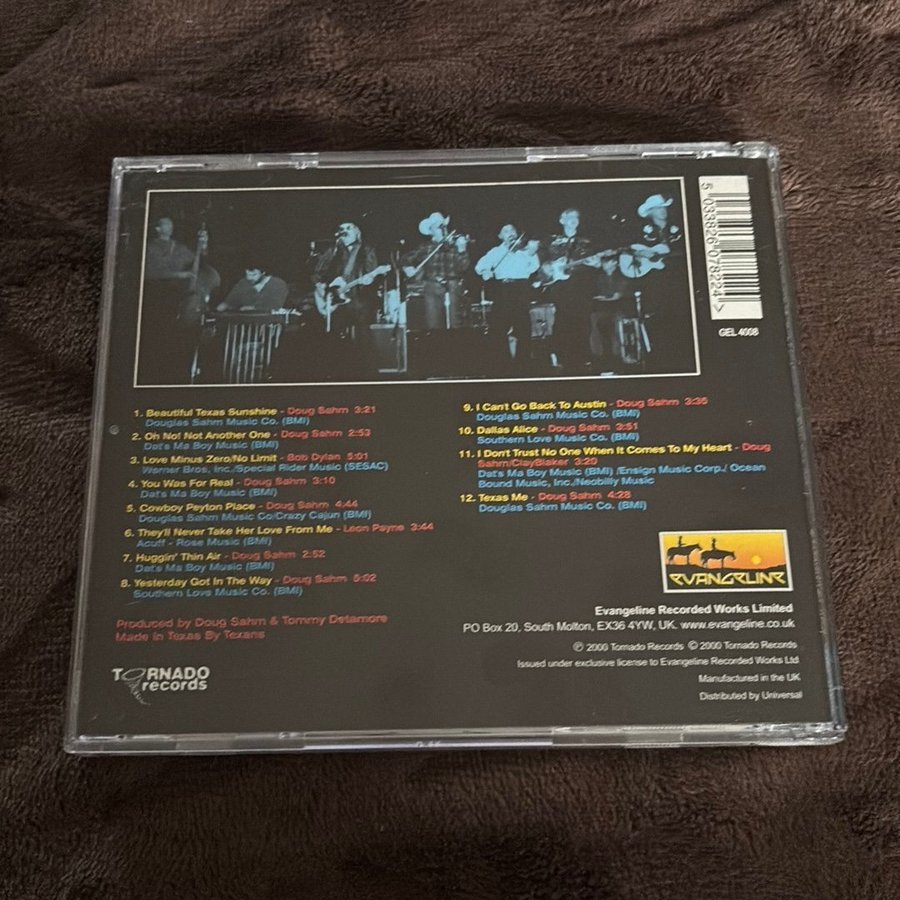 5 033826 078224 >
GEL 4008
1. Beautiful Texas Sunshine - Doug Sahm 3:21
Douglas Sahm Music Co. (BMI)
2. Oh No! Not Another One - Doug Sahm 2:53
Dat's Ma Boy Music (BMI)
3. Love Minus Zero/No Limit - Bob Dylan 5:01
Warner Bros, Inc./Special Rider Music (SESAC)
4. You Was For Real - Doug Sahm 3:10
Dat's Ma Boy Music (BMI)
5. Cowboy Peyton Place - Doug Sahm 4:44
Douglas Sahm Music Co/Crazy Cajun (BMI)
6. They'll Never Take Her Love From Me - Leon Payne 3:44
Acuff - Rose Music (BMI)
7. Huggin' Thin Air - Doug Sahm 2:52
Dat's Ma Boy Music (BMI)
8. Yesterday Got In The Way - Doug Sahm 5:02
Southern Love Music Co. (BMI)
9. I Can't Go Back To Austin - Doug Sahm 3:35
Douglas Sahm Music Co. (BMI)
10. Dallas Alice - Doug Sahm 3:51
Southern Love Music Co. (BMI)
11. I Don't Trust No One When It Comes To My Heart - Doug
Sahm/ClayBlaker 3:20
Dat's Ma Boy Music (BMI) /Ensign Music Corp./ Ocean
Bound Music, Inc./Neobilly Music
12. Texas Me - Doug Sahm 4:28
Douglas Sahm Music Co. (BMI)
Produced by Doug Sahm & Tommy Detamore
Made In Texas By Texans
TORNADO
records
EVANGELINE
Evangeline Recorded Works Limited
PO Box 20, South Molton, EX36 4YW, UK. www.evangeline.co.uk
℗ 2000 Tornado Records © 2000 Tornado Records
Issued under exclusive license to Evangeline Recorded Works Ltd
Manufactured in the UK
Distributed by Universal